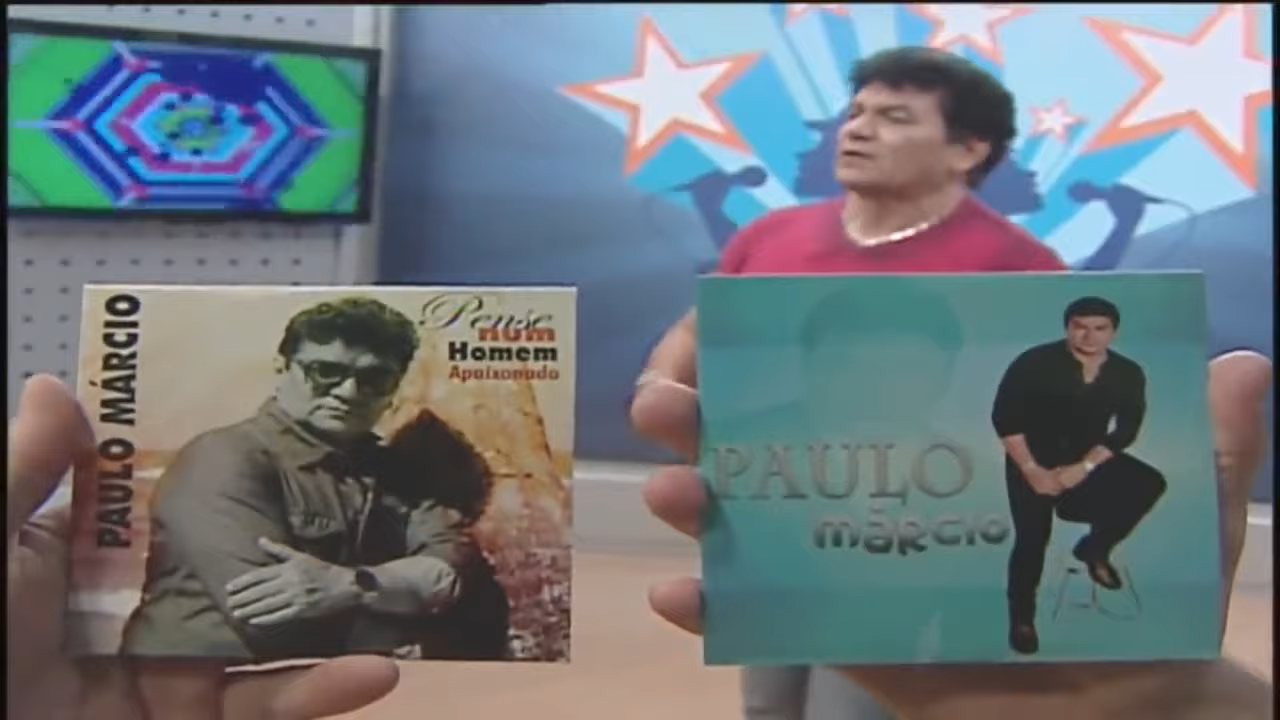 PAULO MÁRCIO
Pense
num
Homem
Apaixonado
PAULO
márcio